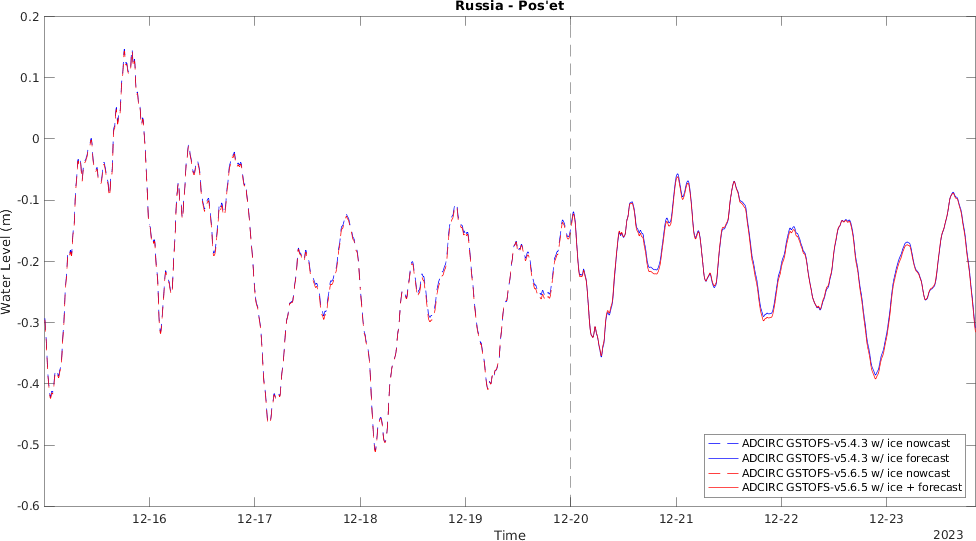 Russia - Pos'et
0.2
0.1
0
-0.1
-0.2
-0.3
-0.4
-0.5
-0.6
Water Level (m)
ADCIRC GSTOFS-v5.4.3 w/ ice nowcast
ADCIRC GSTOFS-v5.4.3 w/ ice forecast
ADCIRC GSTOFS-v5.6.5 w/ ice nowcast
ADCIRC GSTOFS-v5.6.5 w/ ice + forecast
12-16 12-17 12-18 12-19 12-20 12-21 12-22 12-23
Time
2023